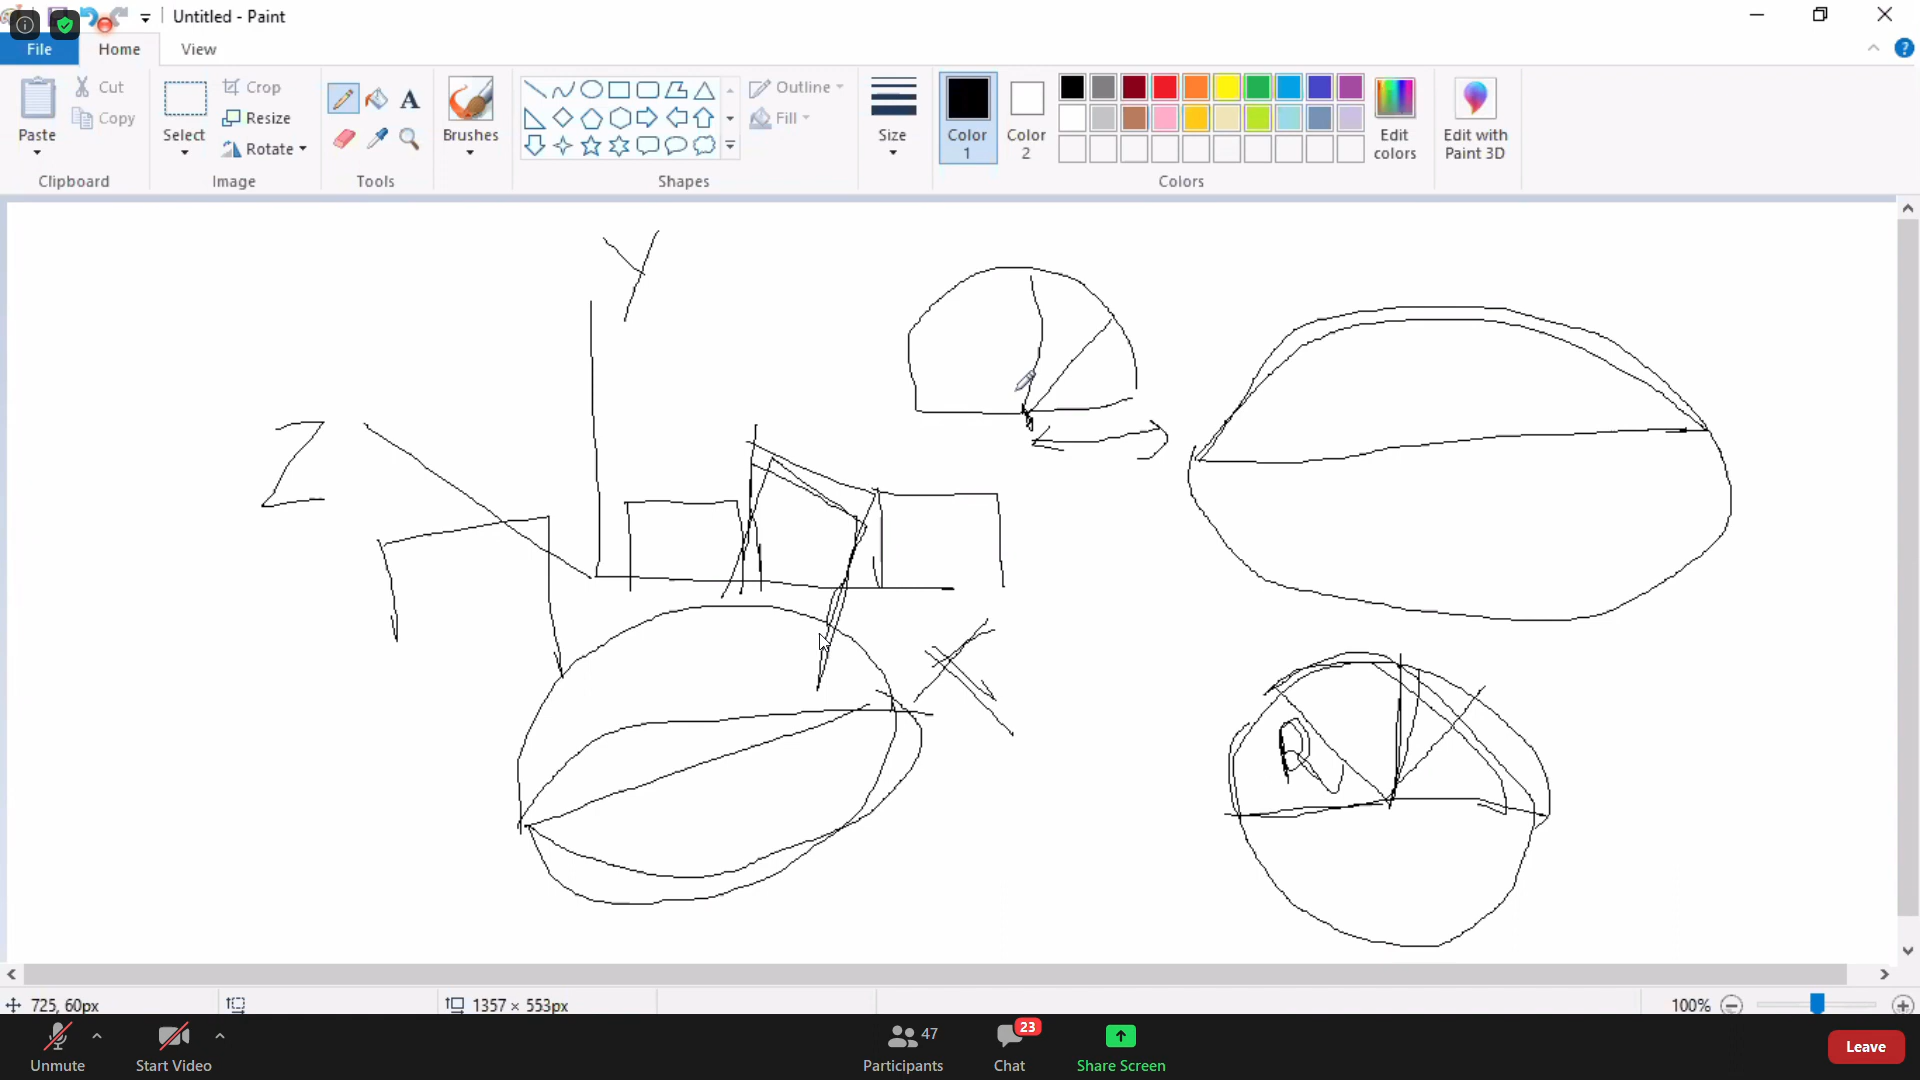 Untitled - Paint
File Home View
Paste Cut Copy Clipboard
Select Crop Resize Rotate Image
A
Tools
Brushes
Shapes
Outline Fill
Size
Color 1
Color 2
Edit colors
Colors
Edit with Paint 3D
Y
Z
X
725, 60px
1357 × 553px
100%
Unmute
Start Video
47
Participants
23
Chat
Share Screen
Leave